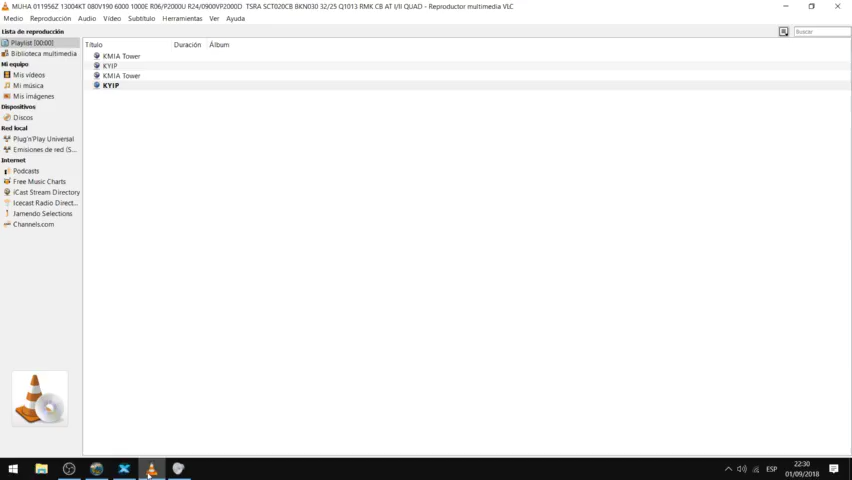 MUHA 011956Z 13004KT 080V190 6000 1000E R06/P2000U R24/0900VP2000D TSRA SCT020CB BKN030 32/25 Q1013 RMK CB AT I/II QUAD - Reproductor multimedia VLC
Medio Reproducción Audio Vídeo Subtítulo Herramientas Ver Ayuda
Lista de reproducción
Buscar
Playlist [00:00]
Biblioteca multimedia
Mi equipo
Mis vídeos
Mi música
Mis imágenes
Dispositivos
Discos
Red local
Plug'n'Play Universal
Emisiones de red (S...
Internet
Podcasts
Free Music Charts
iCast Stream Directory
Icecast Radio Direct...
Jamendo Selections
Channels.com
Título Duración Álbum
KMIA Tower
KYIP
KMIA Tower
KYIP
ESP
22:30
01/09/2018